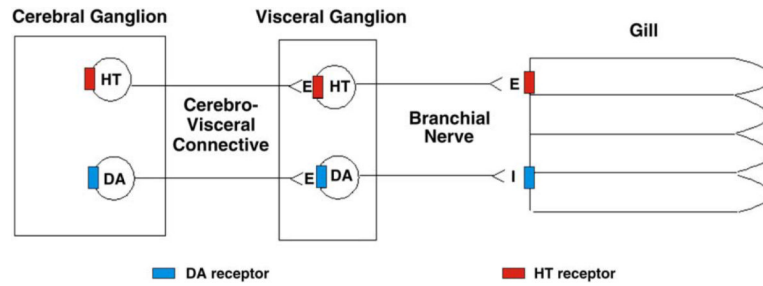 Cerebral Ganglion
Visceral Ganglion
Gill
HT
E
HT
E
Cerebro-
Visceral
Connective
Branchial
Nerve
DA
E
DA
I
DA receptor
HT receptor